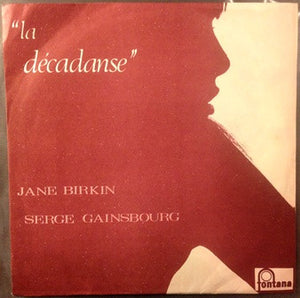 “la
décadanse”
JANE BIRKIN
SERGE GAINSBOURG
fontana